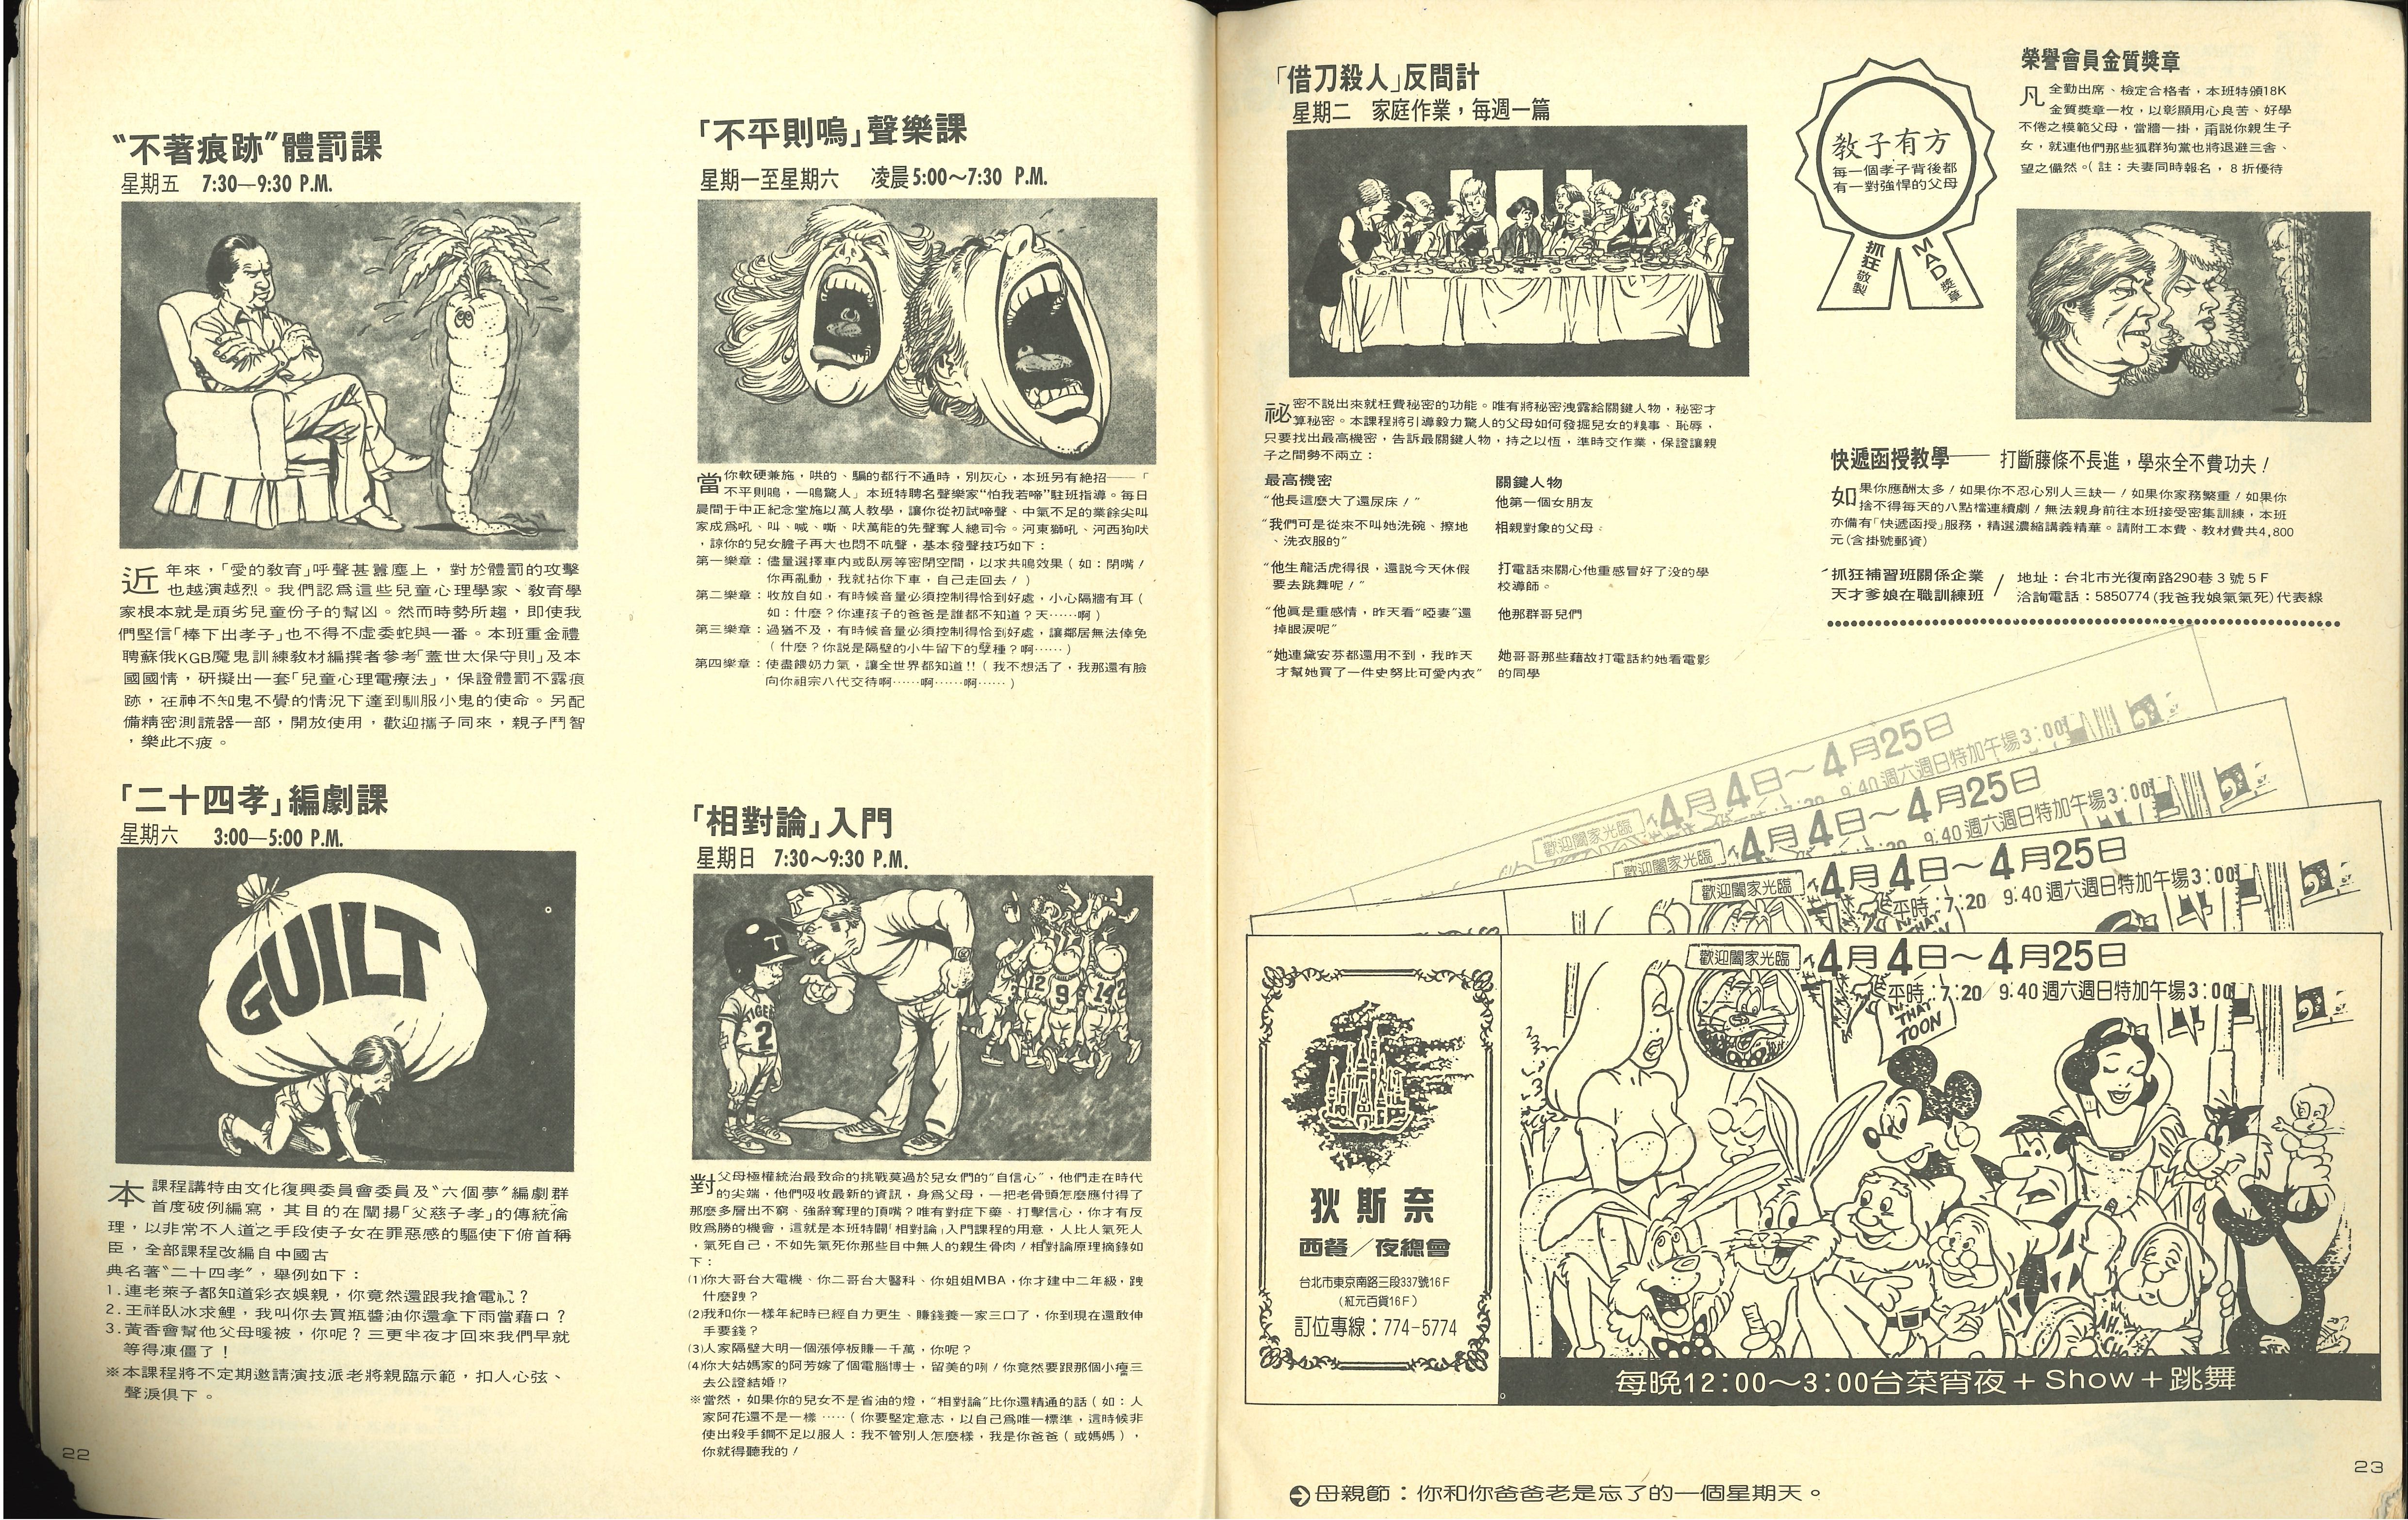 “不著痕跡”體罰課
星期五 7:30—9:30 P.M.
近年來，「愛的敎育」呼聲甚囂塵上，對於體罰的攻擊
也越演越烈。我們認爲這些兒童心理學家、敎育學
家根本就是頑劣兒童份子的幫凶。然而時勢所趨，即使我
們堅信「棒下出孝子」也不得不虛委蛇與一番。本班重金禮
聘蘇俄KGB魔鬼訓練敎材編撰者參考「蓋世太保守則」及本
國國情，硏擬出一套「兒童心理電療法」，保證體罰不露痕
跡，在神不知鬼不覺的情況下達到馴服小鬼的使命。另配
備精密測謊器一部，開放使用，歡迎攜子同來，親子鬥智
，樂此不疲。
「二十四孝」編劇課
星期六 3:00—5:00 P.M.
GUILT
本課程講特由文化復興委員會委員及“六個夢”編劇群
首度破例編寫，其目的在闡揚「父慈子孝」的傳統倫
理，以非常不人道之手段使子女在罪惡感的驅使下俯首稱
臣，全部課程改編自中國古
典名著“二十四孝”，舉例如下：
1.連老萊子都知道彩衣娛親，你竟然還跟我搶電視？
2.王祥臥冰求鯉，我叫你去買瓶醬油你還拿下雨當藉口？
3.黃香會幫他父母暖被，你呢？三更半夜才回來我們早就
等得凍僵了！
※本課程將不定期邀請演技派老將親臨示範，扣人心弦、
聲淚俱下。
22
「不平則鳴」聲樂課
星期一至星期六 凌晨5:00～7:30 P.M.
當你軟硬兼施，哄的、騙的都行不通時，別灰心，本班另有絕招——「
不平則鳴，一鳴驚人」本班特聘名聲樂家“怕我若啼”駐班指導。每日
晨間于中正紀念堂施以萬人敎學，讓你從初試啼聲、中氣不足的業餘尖叫
家成爲吼、叫、喊、嘶、吠萬能的先聲奪人總司令。河東獅吼、河西狗吠
，諒你的兒女膽子再大也悶不吭聲，基本發聲技巧如下：
第一樂章：儘量選擇車內或臥房等密閉空間，以求共鳴效果（如：閉嘴！
你再亂動，我就拈你下車，自己走回去！）
第二樂章：收放自如，有時候音量必須控制得恰到好處，小心隔牆有耳（
如：什麼？你連孩子的爸爸是誰都不知道？天……啊）
第三樂章：過猶不及，有時候音量必須控制得恰到好處，讓鄰居無法倖免
（什麼？你說是隔壁的小牛留下的孽種？啊……）
第四樂章：使盡餵奶力氣，讓全世界都知道!!（我不想活了，我那還有臉
向你祖宗八代交待啊……啊……啊……）
「相對論」入門
星期日 7:30～9:30 P.M.
T
T
TIGER
2
12
9
14
2
對父母極權統治最致命的挑戰莫過於兒女們的“自信心”，他們走在時代
的尖端，他們吸收最新的資訊，身爲父母，一把老骨頭怎麼應付得了
那麼多層出不窮、強辭奪理的頂嘴？唯有對症下藥、打擊信心，你才有反
敗爲勝的機會，這就是本班特闢「相對論」入門課程的用意，人比人氣死人
，氣死自己，不如先氣死你那些目中無人的親生骨肉！相對論原理摘錄如
下：
(1)你大哥台大電機、你二哥台大醫科、你姐姐MBA，你才建中二年級，跩
什麼跩？
(2)我和你一樣年紀時已經自力更生、賺錢養一家三口了，你到現在還敢伸
手要錢？
(3)人家隔壁大明一個漲停板賺一千萬，你呢？
(4)你大姑媽家的阿芳嫁了個電腦博士，留美的咧！你竟然要跟那個小癟三
去公證結婚!?
※當然，如果你的兒女不是省油的燈，“相對論”比你還精通的話（如：人
家阿花還不是一樣……（你要堅定意志，以自己爲唯一標準，這時候非
使出殺手鐧不足以服人：我不管別人怎麼樣，我是你爸爸（或媽媽），
你就得聽我的！
「借刀殺人」反間計
星期二 家庭作業，每週一篇
祕密不說出來就枉費秘密的功能。唯有將秘密洩露給關鍵人物，秘密才
算秘密。本課程將引導毅力驚人的父母如何發掘兒女的糗事、恥辱，
只要找出最高機密，告訴最關鍵人物，持之以恆，準時交作業，保證讓親
子之間勢不兩立：
最高機密 關鍵人物
“他長這麼大了還尿床！” 他第一個女朋友
“我們可是從來不叫她洗碗、擦地 相親對象的父母
、洗衣服的”
“他生龍活虎得很，還說今天休假 打電話來關心他重感冒好了沒的學
要去跳舞呢！” 校導師。
“他眞是重感情，昨天看“啞妻”還 他那群哥兒們
掉眼淚呢”
“她連黛安芬都還用不到，我昨天 她哥哥那些藉故打電話約她看電影
才幫她買了一件史努比可愛內衣” 的同學
敎子有方
每一個孝子背後都
有一對強悍的父母
抓狂敬製
MAD獎章
榮譽會員金質獎章
凡全勤出席、檢定合格者，本班特頒18K
金質獎章一枚，以彰顯用心良苦、好學
不倦之模範父母，當牆一掛，甭說你親生子
女，就連他們那些狐群狗黨也將退避三舍、
望之儼然。（註：夫妻同時報名，8折優待
快遞函授敎學——打斷藤條不長進，學來全不費功夫！
如果你應酬太多！如果你不忍心別人三缺一！如果你家務繁重！如果你
捨不得每天的八點檔連續劇！無法親身前往本班接受密集訓練，本班
亦備有「快遞函授」服務，精選濃縮講義精華。請附工本費、敎材費共4,800
元（含掛號郵資）
抓狂補習班關係企業 / 地址：台北市光復南路290巷3號5F
天才爹娘在職訓練班 / 洽詢電話：5850774(我爸我娘氣氣死)代表線
歡迎闔家光臨 4月4日～4月25日
9:40週六週日特加午場3:00
歡迎闔家光臨 4月4日～4月25日
7:20 9:40週六週日特加午場3:00
歡迎闔家光臨 4月4日～4月25日
平時：7:20 9:40週六週日特加午場3:00
歡迎闔家光臨 4月4日～4月25日
平時：7:20/9:40週六週日特加午場3:00
THAT
TOON
狄斯奈
西餐／夜總會
台北市東京南路三段337號16F
（紅元百貨16F）
訂位專線：774-5774
每晚12:00～3:00台菜宵夜＋Show＋跳舞
母親節：你和你爸爸老是忘了的一個星期天。
23